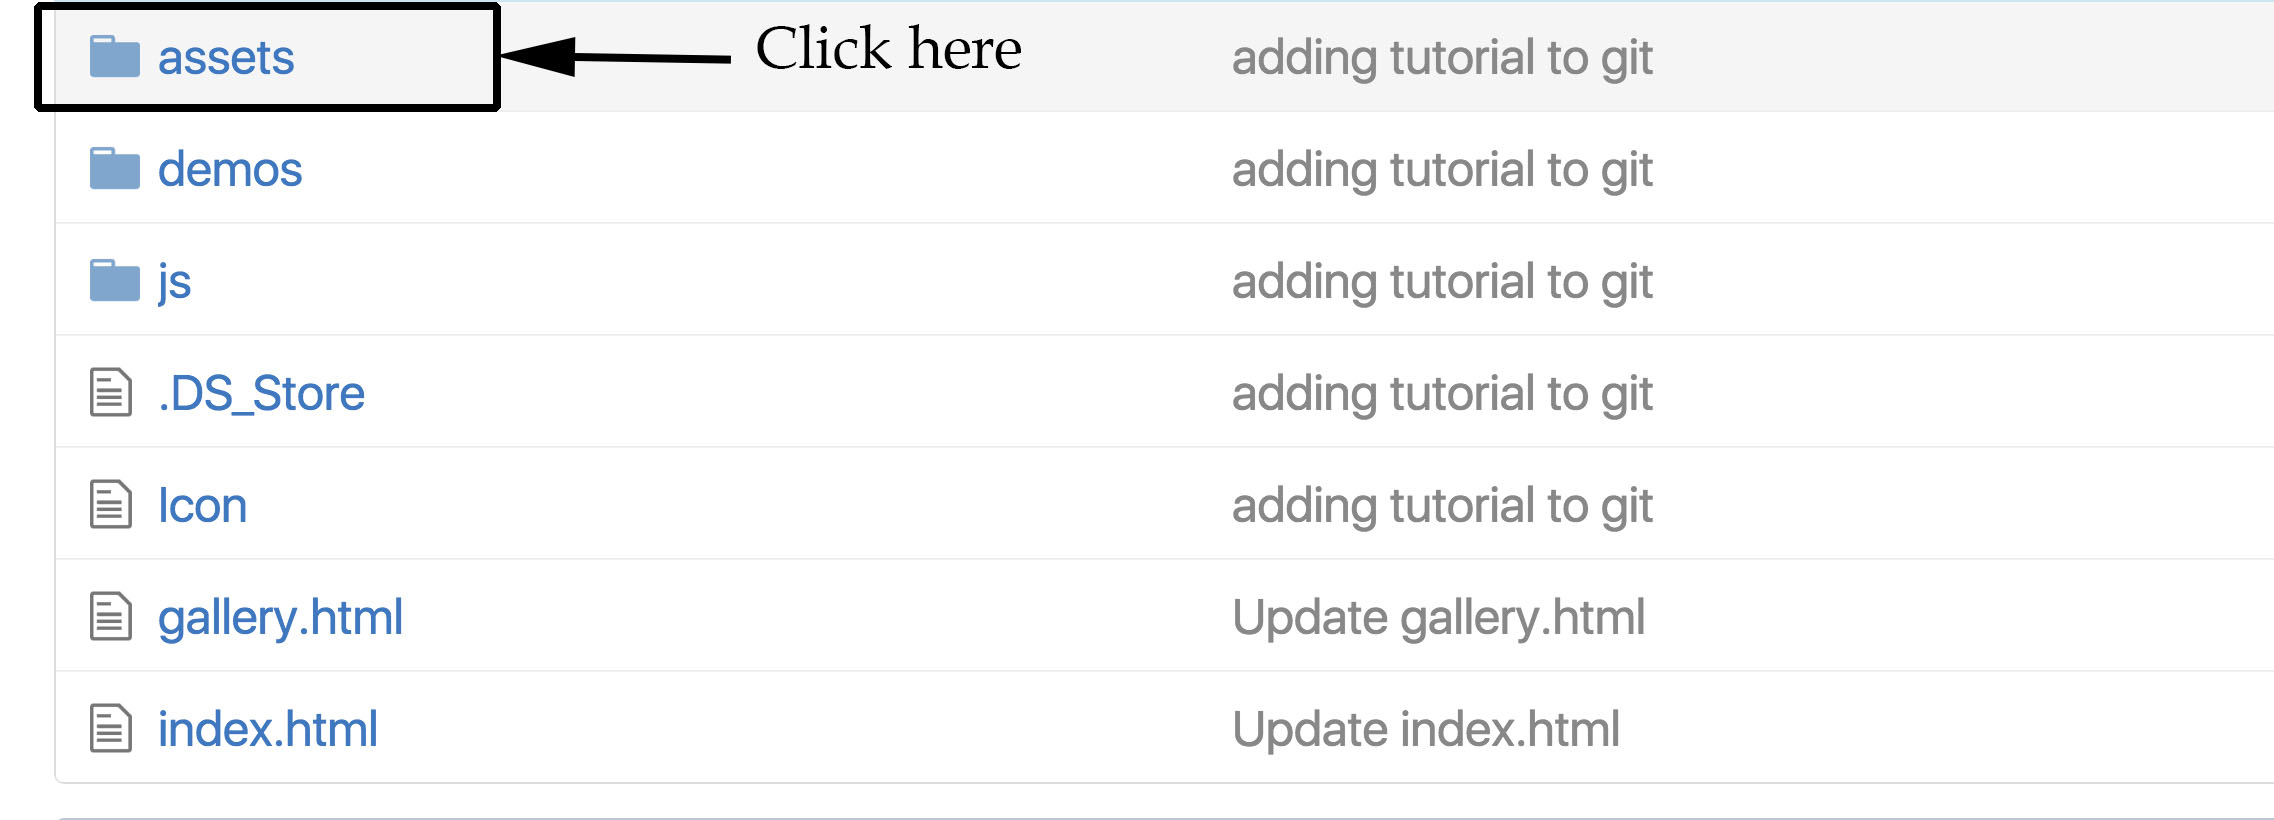 assets Click here adding tutorial to git
demos adding tutorial to git
js adding tutorial to git
.DS_Store adding tutorial to git
Icon adding tutorial to git
gallery.html Update gallery.html
index.html Update index.html